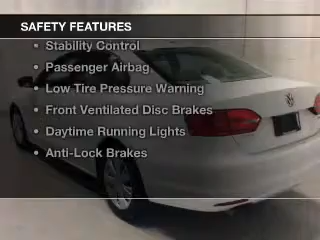 SAFETY FEATURES
• Stability Control
• Passenger Airbag
• Low Tire Pressure Warning
• Front Ventilated Disc Brakes
• Daytime Running Lights
• Anti-Lock Brakes